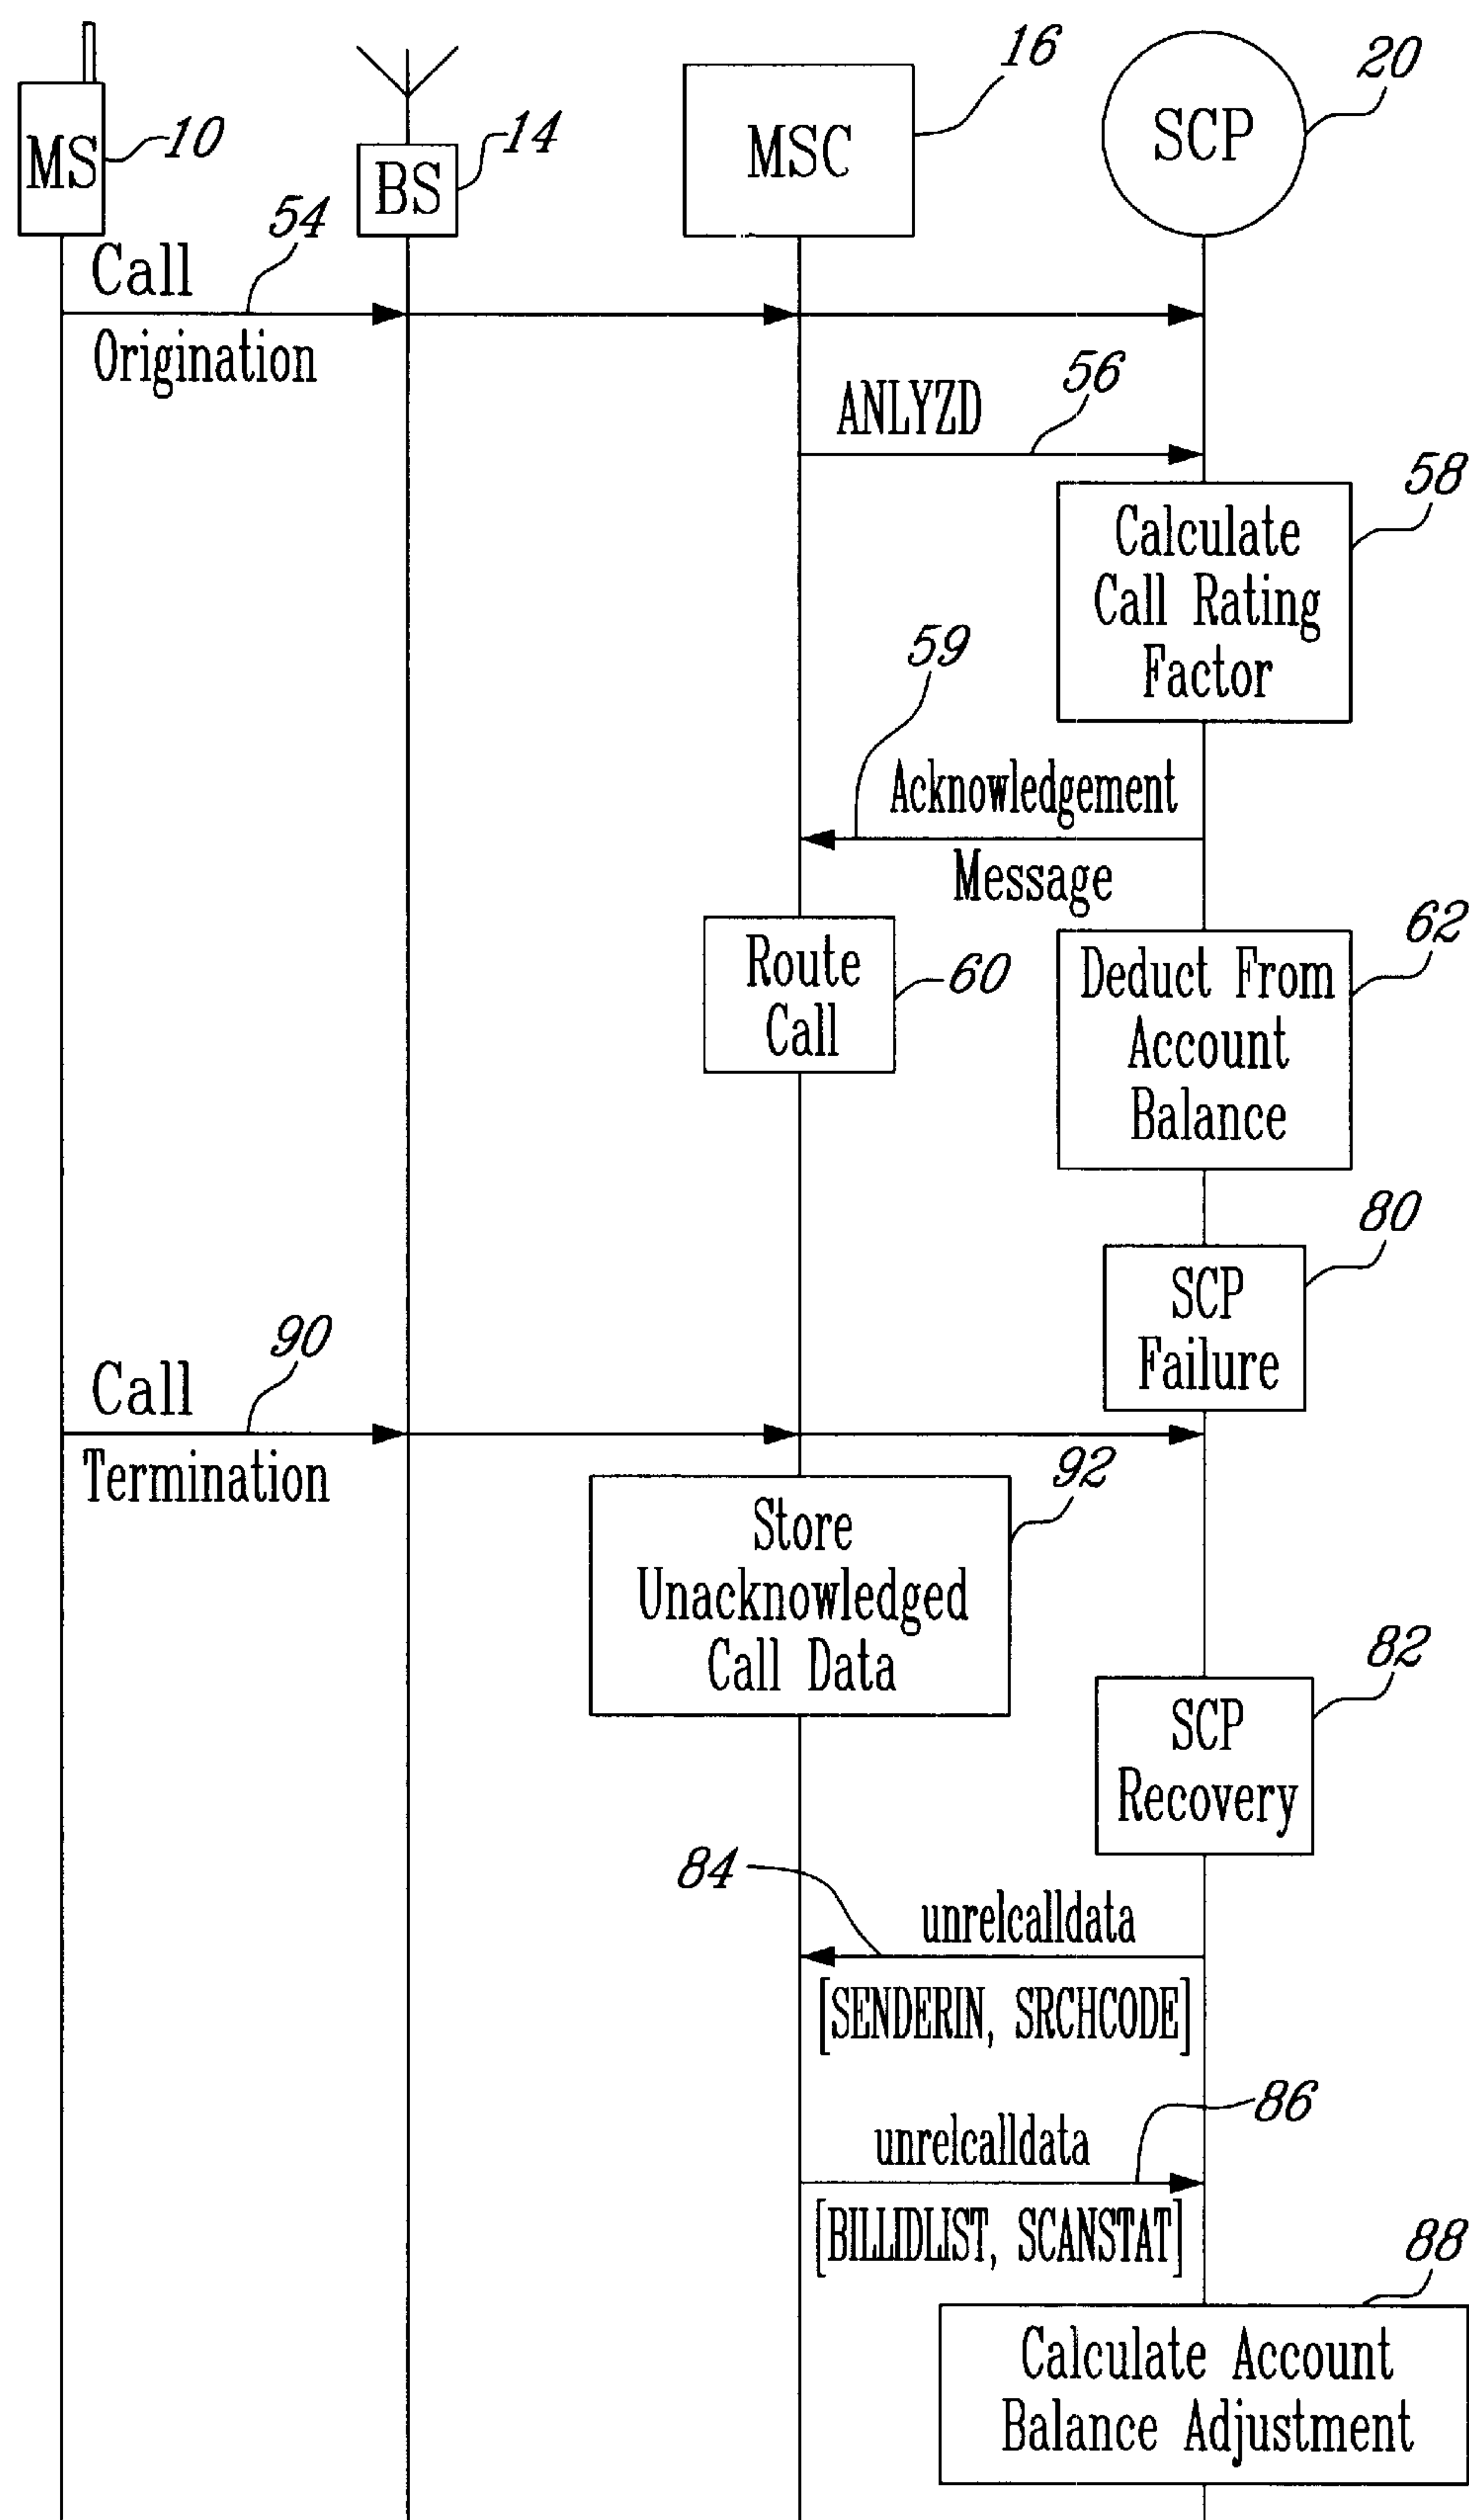 MS
10
BS
14
MSC
16
SCP
20
Call
54
Origination
ANLYZD
56
Calculate
Call Rating
Factor
58
59
Acknowledgement
Message
Route
Call
60
Deduct From
Account
Balance
62
SCP
Failure
80
Call
90
Termination
Store
Unacknowledged
Call Data
92
SCP
Recovery
82
84
unrelcalldata
[SENDERIN, SRCHCODE]
86
unrelcalldata
[BILLIDLIST, SCANSTAT]
88
Calculate Account
Balance Adjustment